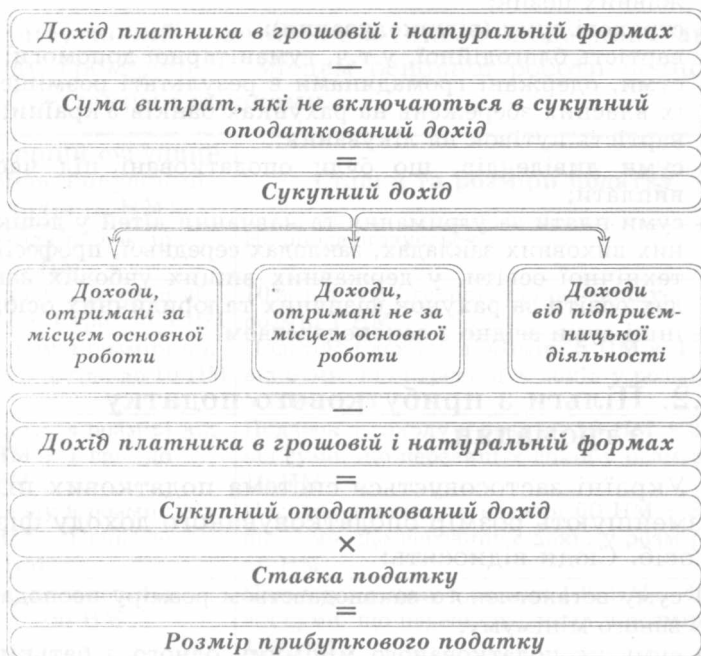 Дохід платника в грошовій і натуральній формах
—
Сума витрат, які не включаються в сукупний
оподаткований дохід
=
Сукупний дохід
Доходи,
отримані за
місцем основної
роботи
Доходи,
отримані не за
місцем основної
роботи
Доходи
від підприєм-
ницької
діяльності
—
Дохід платника в грошовій і натуральній формах
=
Сукупний оподаткований дохід
×
Ставка податку
=
Розмір прибуткового податку